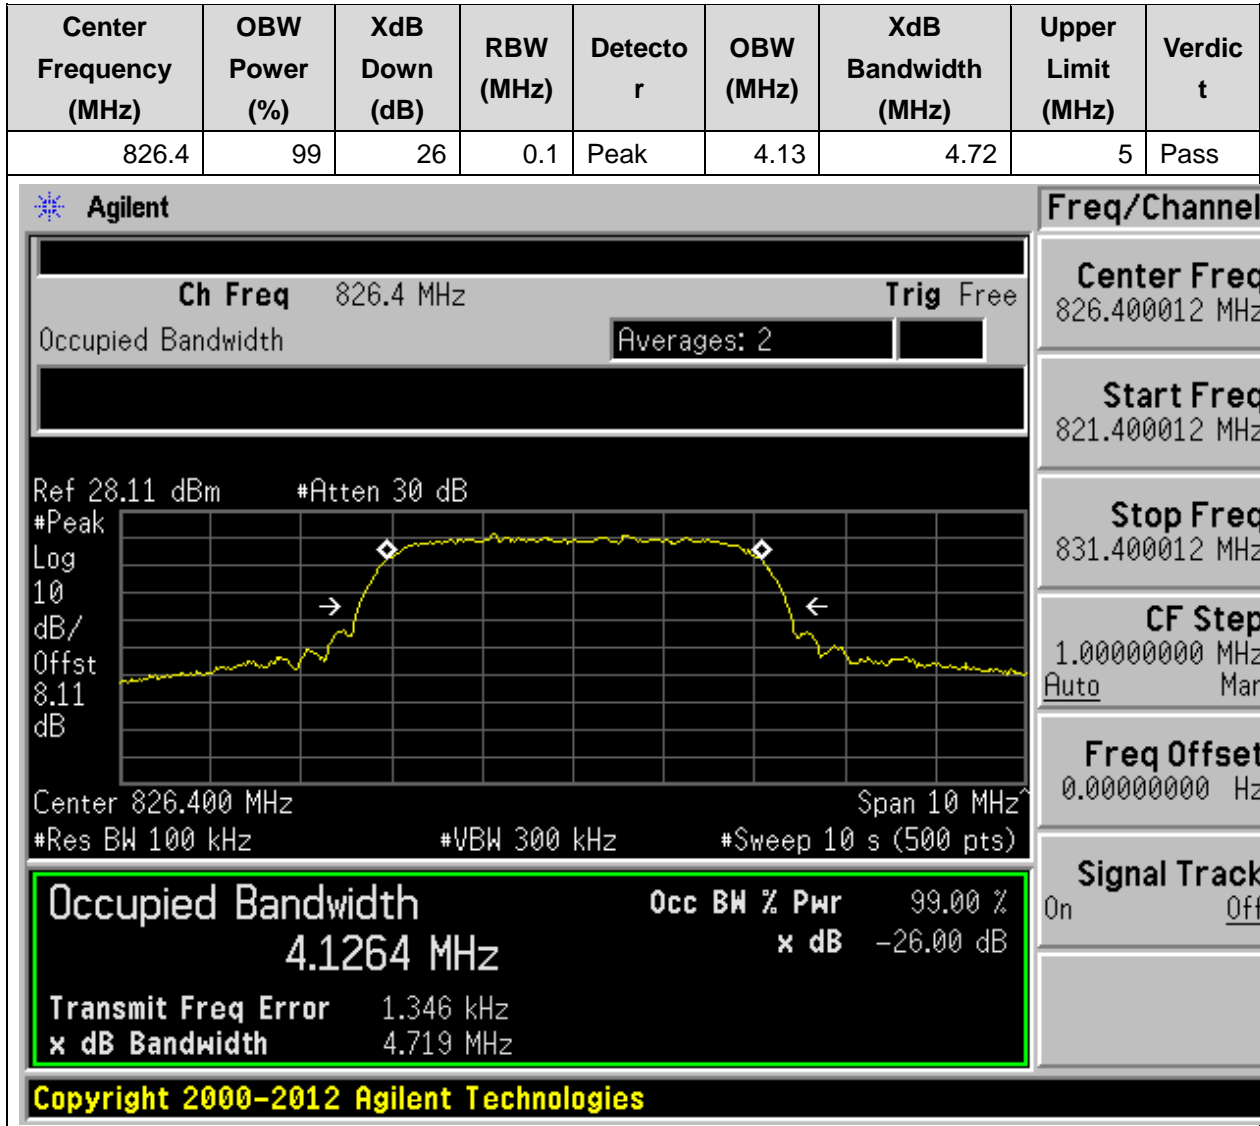 Center Frequency (MHz) OBW Power (%) XdB Down (dB) RBW (MHz) Detecto r OBW (MHz) XdB Bandwidth (MHz) Upper Limit (MHz) Verdic t
826.4 99 26 0.1 Peak 4.13 4.72 5 Pass
Agilent
Freq/Channel
Ch Freq 826.4 MHz Trig Free
Occupied Bandwidth Averages: 2
Center Freq
826.400012 MHz
Start Freq
821.400012 MHz
Stop Freq
831.400012 MHz
CF Step
1.00000000 MHz
Auto Man
Freq Offset
0.00000000 Hz
Signal Track
On Off
Ref 28.11 dBm #Atten 30 dB
#Peak
Log
10
dB/
Offst
8.11
dB
Center 826.400 MHz Span 10 MHz^
#Res BW 100 kHz #VBW 300 kHz #Sweep 10 s (500 pts)
Occupied Bandwidth Occ BW % Pwr 99.00 %
4.1264 MHz x dB -26.00 dB
Transmit Freq Error 1.346 kHz
x dB Bandwidth 4.719 MHz
Copyright 2000-2012 Agilent Technologies